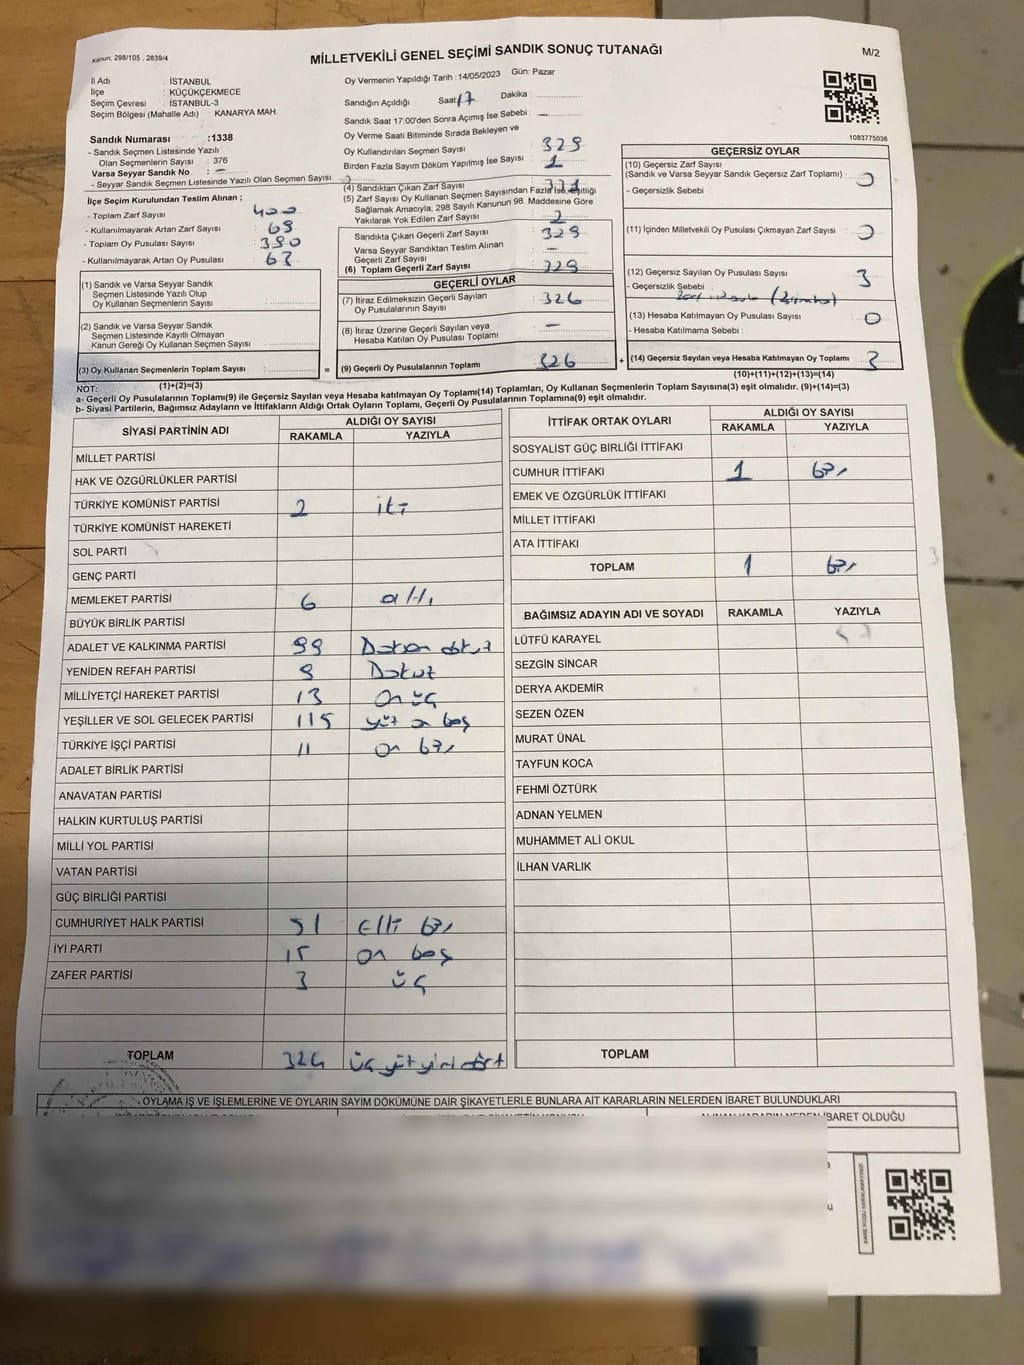 Kanun: 298/105 , 2839/4
MİLLETVEKİLİ GENEL SEÇİMİ SANDIK SONUÇ TUTANAĞI
M/2
İl Adı : İSTANBUL
İlçe : KÜÇÜKÇEKMECE
Seçim Çevresi : İSTANBUL-3
Seçim Bölgesi (Mahalle Adı) : KANARYA MAH.
Sandık Numarası :1338
- Sandık Seçmen Listesinde Yazılı
Olan Seçmenlerin Sayısı : 376
Varsa Seyyar Sandık No : -
- Seyyar Sandık Seçmen Listesinde Yazılı Olan Seçmen Sayısı :
İlçe Seçim Kurulundan Teslim Alınan ;
- Toplam Zarf Sayısı : 400
- Kullanılmayarak Artan Zarf Sayısı : 69
- Toplam Oy Pusulası Sayısı : 390
- Kullanılmayarak Artan Oy Pusulası :
(1) Sandık ve Varsa Seyyar Sandık
Seçmen Listesinde Yazılı Olup
Oy Kullanan Seçmenlerin Sayısı :
(2) Sandık ve Varsa Seyyar Sandık
Seçmen Listesinde Kayıtlı Olmayan
Kanun Gereği Oy Kullanan Seçmen Sayısı :
(3) Oy Kullanan Seçmenlerin Toplam Sayısı :
(1)+(2)=(3)
Oy Vermenin Yapıldığı Tarih : 14/05/2023 Gün: Pazar
Sandığın Açıldığı Saat 17 Dakika :
Sandık Saat 17:00'den Sonra Açımış İse Sebebi : -
Oy Verme Saati Bitiminde Sırada Bekleyen ve
Oy Kullandırılan Seçmen Sayısı : 329
Birden Fazla Sayım Döküm Yapılmış İse Sayısı : 1
(4) Sandıktan Çıkan Zarf Sayısı : 331
(5) Zarf Sayısı Oy Kullanan Seçmen Sayısından Fazla İse, eşitliği
Sağlamak Amacıyla; 298 Sayılı Kanunun 98. Maddesine Göre
Yakılarak Yok Edilen Zarf Sayısı : 2
Sandıkta Çıkan Geçerli Zarf Sayısı : 329
Varsa Seyyar Sandıktan Teslim Alınan
Geçerli Zarf Sayısı : -
(6) Toplam Geçerli Zarf Sayısı : 329
GEÇERLİ OYLAR
(7) İtiraz Edilmeksizin Geçerli Sayılan
Oy Pusulası Sayısı : 326
(8) İtiraz Üzerine Geçerli Sayılan veya
Hesaba Katılan Oy Pusulası Toplamı : -
= (9) Geçerli Oy Pusulalarının Toplamı 326 +
1083775036
GEÇERSİZ OYLAR
(10) Geçersiz Zarf Sayısı
(Sandık ve Varsa Seyyar Sandık Geçersiz Zarf Toplamı) : 0
- Geçersizlik Sebebi
(11) İçinden Milletvekili Oy Pusulası Çıkmayan Zarf Sayısı : 0
(12) Geçersiz Sayılan Oy Pusulası Sayısı : 3
- Geçersizlik Sebebi :
(13) Hesaba Katılmayan Oy Pusulası Sayısı : 0
- Hesaba Katılmama Sebebi :
(14) Geçersiz Sayılan veya Hesaba Katılmayan Oy Toplamı : 3
(10)+(11)+(12)+(13)=(14)
NOT:
a- Geçerli Oy Pusulalarının Toplamı(9) ile Geçersiz Sayılan veya Hesaba katılmayan Oy Toplamı(14) Toplamları, Oy Kullanan Seçmenlerin Toplam Sayısına(3) eşit olmalıdır. (9)+(14)=(3)
b- Siyasi Partilerin, Bağımsız Adayların ve İttifakların Aldığı Ortak Oyların Toplamı, Geçerli Oy Pusulalarının Toplamına(9) eşit olmalıdır.
SİYASİ PARTİNİN ADI ALDIĞI OY SAYISI
RAKAMLA YAZIYLA
MİLLET PARTİSİ
HAK VE ÖZGÜRLÜKLER PARTİSİ
TÜRKİYE KOMÜNİST PARTİSİ 2 iki
TÜRKİYE KOMÜNİST HAREKETİ
SOL PARTİ
GENÇ PARTİ
MEMLEKET PARTİSİ 6 altı
BÜYÜK BİRLİK PARTİSİ
ADALET VE KALKINMA PARTİSİ 99 Doksan dokuz
YENİDEN REFAH PARTİSİ 9 Dokuz
MİLLİYETÇİ HAREKET PARTİSİ 13 On üç
YEŞİLLER VE SOL GELECEK PARTİSİ 115 yüz on beş
TÜRKİYE İŞÇİ PARTİSİ 11 on bir
ADALET BİRLİK PARTİSİ
ANAVATAN PARTİSİ
HALKIN KURTULUŞ PARTİSİ
MİLLİ YOL PARTİSİ
VATAN PARTİSİ
GÜÇ BİRLİĞİ PARTİSİ
CUMHURİYET HALK PARTİSİ 51 Elli bir
İYİ PARTİ 15 on beş
ZAFER PARTİSİ 3 üç
TOPLAM 324 üç yüz yirmi dört
İTTİFAK ORTAK OYLARI ALDIĞI OY SAYISI
RAKAMLA YAZIYLA
SOSYALİST GÜÇ BİRLİĞİ İTTİFAKI
CUMHUR İTTİFAKI 1 bir
EMEK VE ÖZGÜRLÜK İTTİFAKI
MİLLET İTTİFAKI
ATA İTTİFAKI
TOPLAM 1 bir
BAĞIMSIZ ADAYIN ADI VE SOYADI RAKAMLA YAZIYLA
LÜTFÜ KARAYEL
SEZGİN SİNCAR
DERYA AKDEMİR
SEZEN ÖZEN
MURAT ÜNAL
TAYFUN KOCA
FEHMİ ÖZTÜRK
ADNAN YELMEN
MUHAMMET ALİ OKUL
İLHAN VARLIK
TOPLAM
OYLAMA İŞ VE İŞLEMLERİNE VE OYLARIN SAYIM DÖKÜMÜNE DAİR ŞİKAYETLERLE BUNLARA AİT KARARLARIN NELERDEN İBARET BULUNDUKLARI
İBARET OLDUĞU